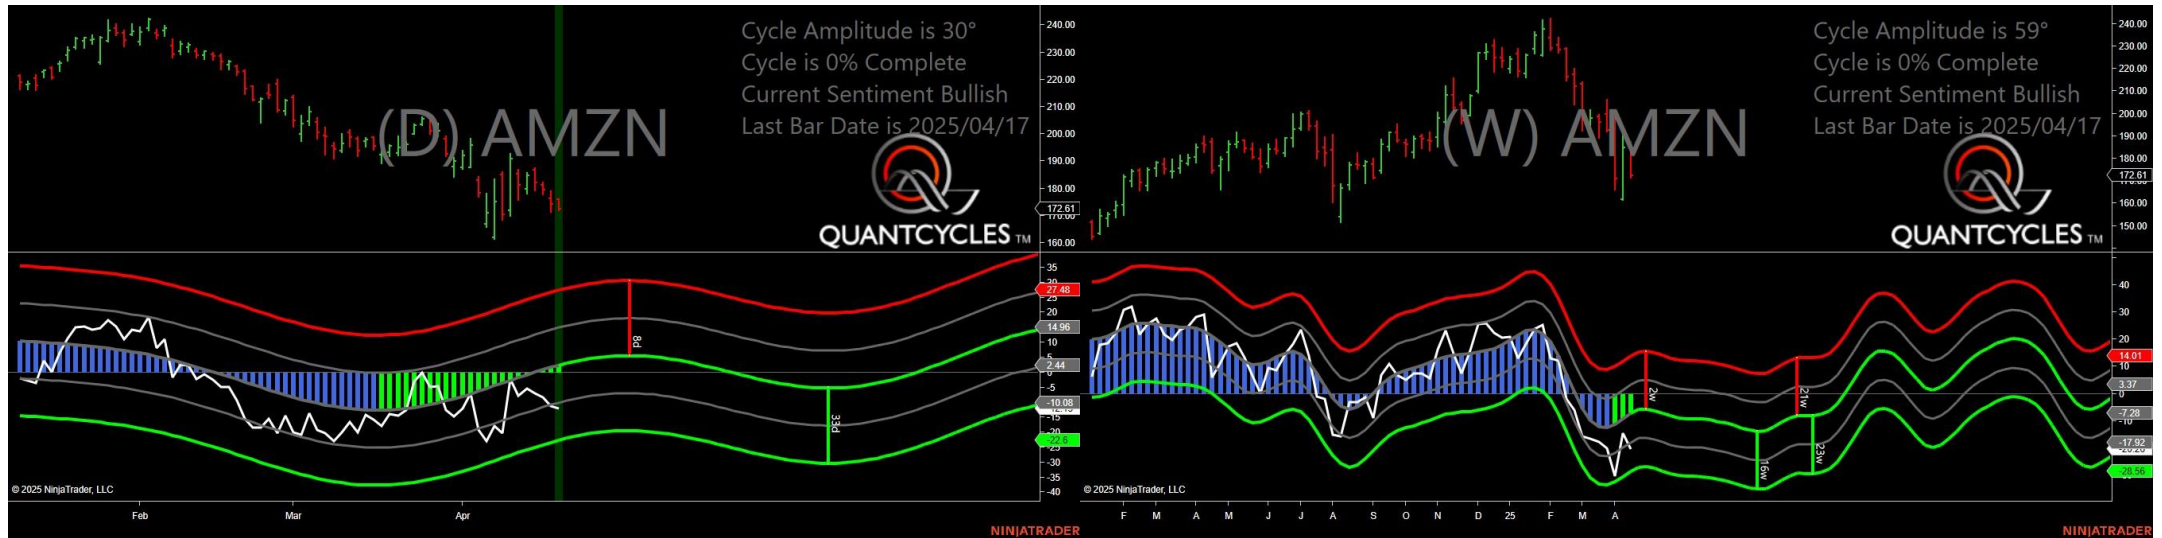 Cycle Amplitude is 30°
Cycle is 0% Complete
Current Sentiment Bullish
Last Bar Date is 2025/04/17
(D) AMZN
QUANTCYCLES TM
240.00
230.00
220.00
210.00
200.00
190.00
180.00
172.61
160.00
35
27.48
25
20
14.96
10
5
2.44
0
-5
-10.08
-15
-20
-22.6
-30
-35
-40
8d
33d
© 2025 NinjaTrader, LLC
Feb Mar Apr
NINJATRADER
Cycle Amplitude is 59°
Cycle is 0% Complete
Current Sentiment Bullish
Last Bar Date is 2025/04/17
(W) AMZN
QUANTCYCLES TM
240.00
230.00
220.00
210.00
200.00
190.00
180.00
172.61
160.00
150.00
40
30
20
14.01
10
3.37
0
-7.28
-10
-17.92
-28.56
2w
16w
21w
23w
© 2025 NinjaTrader, LLC
F M A M J J A S O N D 25 F M A
NINJATRADER